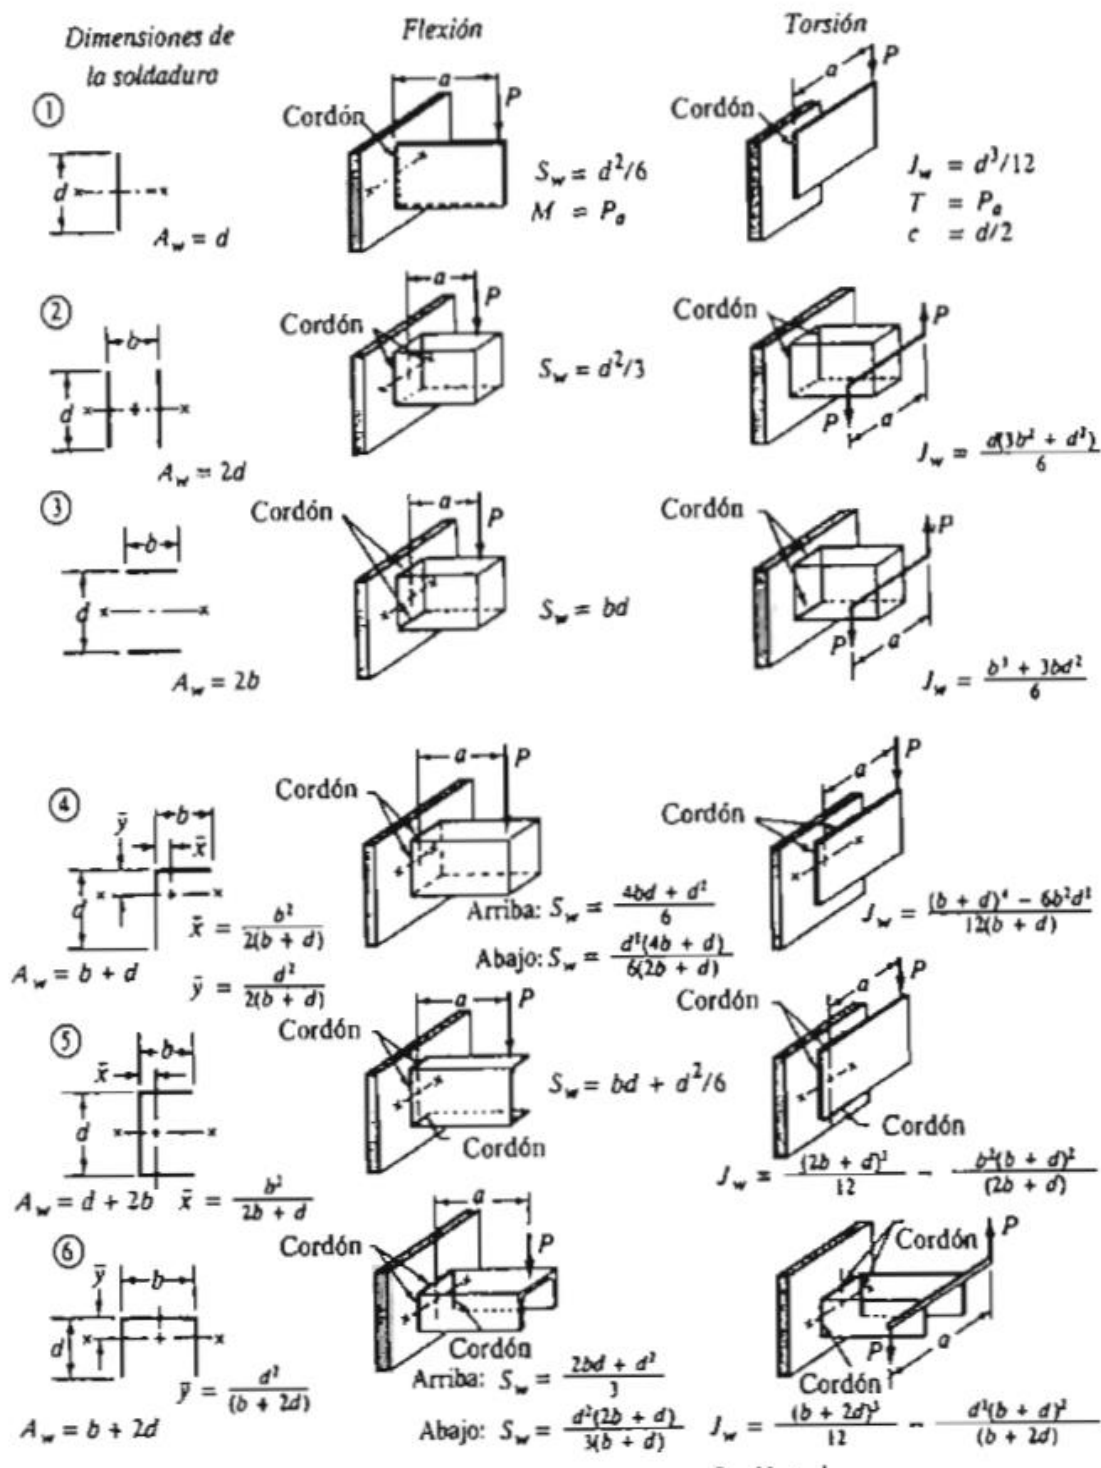 Dimensiones de
la soldadura
Flexión
Torsión
①
d
A_w = d
Cordón
a
P
S_w = d²/6
M = P_a
Cordón
a
P
J_w = d³/12
T = P_a
c = d/2
②
b
d
A_w = 2d
Cordón
a
P
S_w = d²/3
Cordón
P
P
a
J_w = d(3b² + d²)/6
③
b
d
A_w = 2b
Cordón
a
P
S_w = bd
Cordón
P
P
a
J_w = (b³ + 3bd²)/6
④
ȳ
b
x̄
d
x̄ = b²/2(b + d)
A_w = b + d
ȳ = d²/2(b + d)
Cordón
a
P
Arriba: S_w = (4bd + d²)/6
Abajo: S_w = d²(4b + d)/6(2b + d)
Cordón
a
P
J_w = ((b + d)⁴ − 6b²d²)/12(b + d)
⑤
b
x̄
d
A_w = d + 2b x̄ = b²/(2b + d)
Cordón
a
P
S_w = bd + d²/6
Cordón
Cordón
a
P
Cordón
J_w = (2b + d)³/12 − b²(b + d)²/(2b + d)
⑥
ȳ
b
d
ȳ = d²/(b + 2d)
A_w = b + 2d
Cordón
a
P
Cordón
Arriba: S_w = (2bd + d²)/3
Abajo: S_w = d²(2b + d)/3(b + d)
Cordón
P
P
a
Cordón
J_w = (b + 2d)³/12 − d²(b + d)²/(b + 2d)